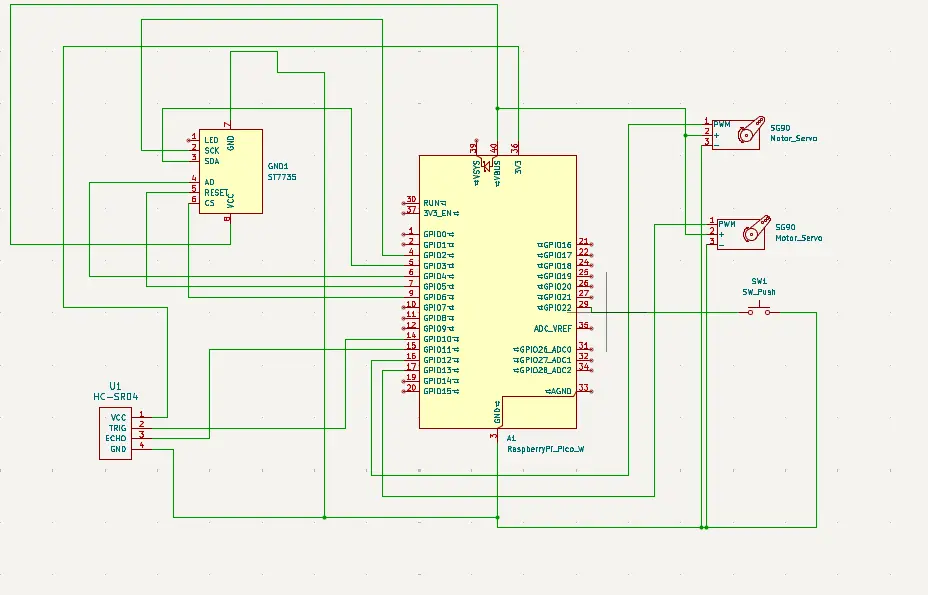 1 LED
2 SCK
3 SDA
4 AD
5 RESET
6 CS
7 GND
8 VCC
GND1
ST7735
39 VSYS
40 VBUS
36 3V3
30 RUN
37 3V3_EN
1 GPIO0
2 GPIO1
4 GPIO2
5 GPIO3
6 GPIO4
7 GPIO5
9 GPIO6
10 GPIO7
11 GPIO8
12 GPIO9
14 GPIO10
15 GPIO11
16 GPIO12
17 GPIO13
19 GPIO14
20 GPIO15
GPIO16 21
GPIO17 22
GPIO18 24
GPIO19 25
GPIO20 26
GPIO21 27
GPIO22 29
ADC_VREF 35
GPIO26_ADC0 31
GPIO27_ADC1 32
GPIO28_ADC2 34
AGND 33
GND 3
A1
RaspberryPi_Pico_W
1 PWM
2 +
3 -
SG90
Motor_Servo
1 PWM
2 +
3 -
SG90
Motor_Servo
SW1
SW_Push
U1
HC-SR04
VCC 1
TRIG 2
ECHO 3
GND 4